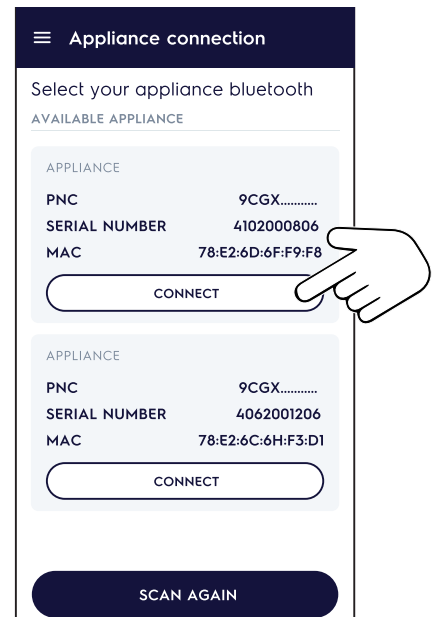 Appliance connection
Select your appliance bluetooth
AVAILABLE APPLIANCE
APPLIANCE
PNC 9CGX...........
SERIAL NUMBER 4102000806
MAC 78:E2:6D:6F:F9:F8
CONNECT
APPLIANCE
PNC 9CGX...........
SERIAL NUMBER 4062001206
MAC 78:E2:6C:6H:F3:D1
CONNECT
SCAN AGAIN